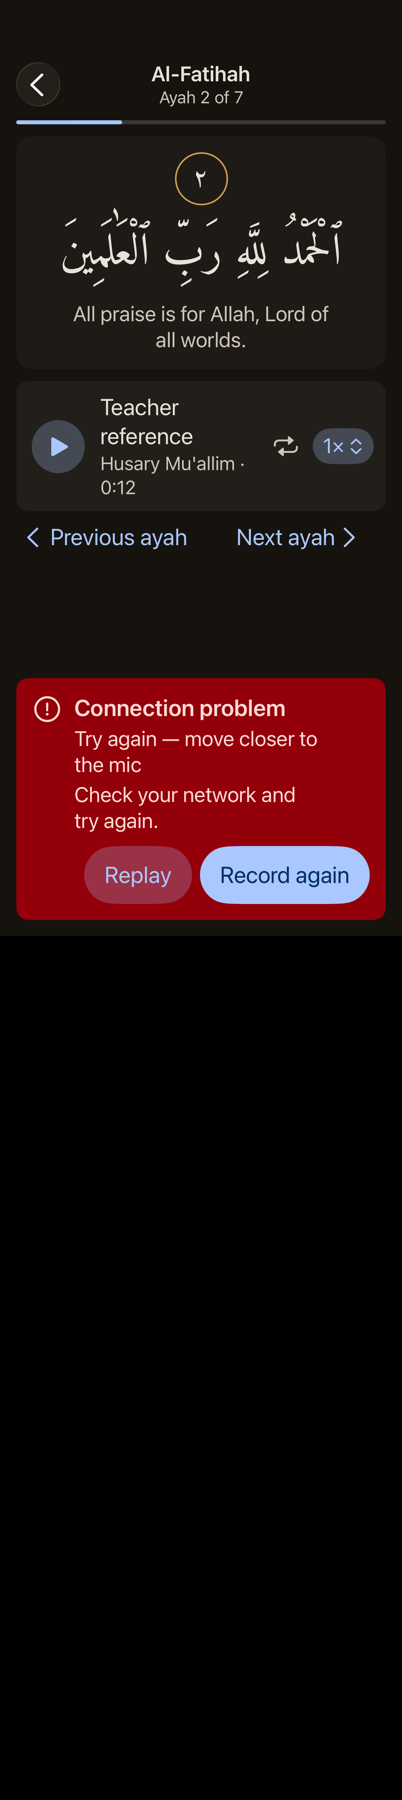 Al-Fatihah
Ayah 2 of 7
٢
ٱلْحَمْدُ لِلَّهِ رَبِّ ٱلْعَٰلَمِينَ
All praise is for Allah, Lord of
all worlds.
Teacher
reference
Husary Mu'allim ·
0:12
1×
Previous ayah
Next ayah
Connection problem
Try again — move closer to
the mic
Check your network and
try again.
Replay
Record again